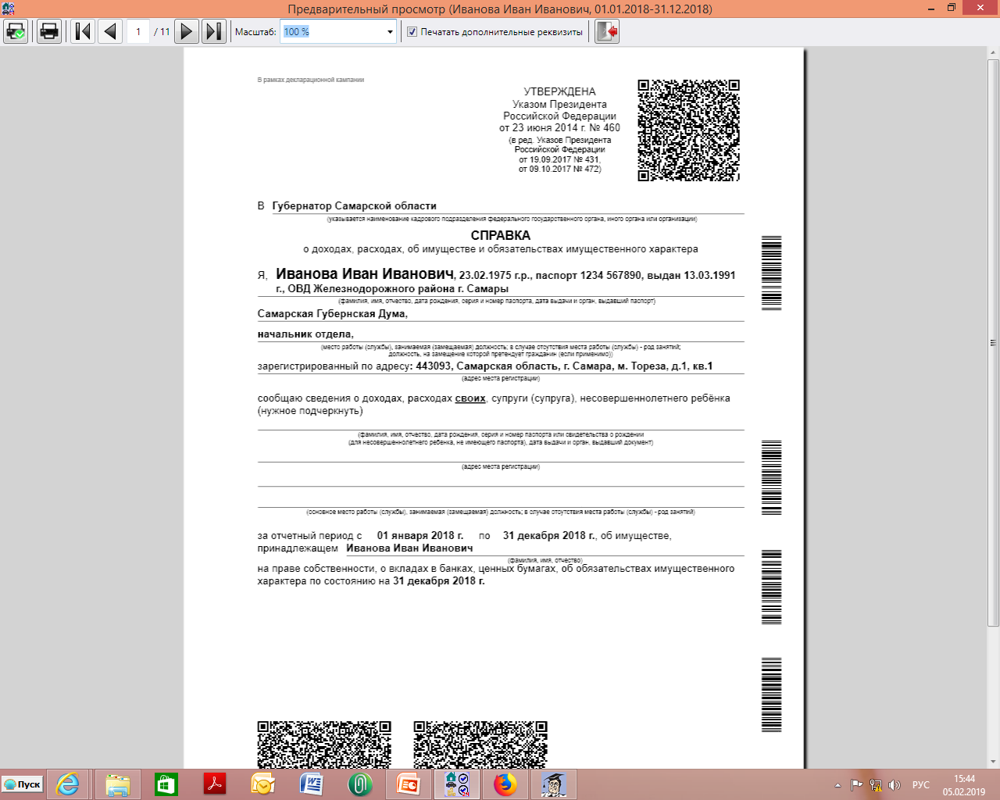 Предварительный просмотр (Иванова Иван Иванович, 01.01.2018-31.12.2018)
1 / 11 Масштаб: 100 % Печатать дополнительные реквизиты
В рамках декларационной кампании
УТВЕРЖДЕНА
Указом Президента
Российской Федерации
от 23 июня 2014 г. № 460
(в ред. Указов Президента
Российской Федерации
от 19.09.2017 № 431,
от 09.10.2017 № 472)
В Губернатор Самарской области
(указывается наименование кадрового подразделения федерального государственного органа, иного органа или организации)
СПРАВКА
о доходах, расходах, об имуществе и обязательствах имущественного характера
Я, Иванова Иван Иванович, 23.02.1975 г.р., паспорт 1234 567890, выдан 13.03.1991
г., ОВД Железнодорожного района г. Самары
(фамилия, имя, отчество, дата рождения, серия и номер паспорта, дата выдачи и орган, выдавший паспорт)
Самарская Губернская Дума,
начальник отдела,
(место работы (службы), занимаемая (замещаемая) должность; в случае отсутствия места работы (службы) - род занятий;
должность, на замещение которой претендует гражданин (если применимо))
зарегистрированный по адресу: 443093, Самарская область, г. Самара, м. Тореза, д.1, кв.1
(адрес места регистрации)
сообщаю сведения о доходах, расходах своих, супруги (супруга), несовершеннолетнего ребёнка
(нужное подчеркнуть)
(фамилия, имя, отчество, дата рождения, серия и номер паспорта или свидетельства о рождении
(для несовершеннолетнего ребенка, не имеющего паспорта), дата выдачи и орган, выдавший документ)
(адрес места регистрации)
(основное место работы (службы), занимаемая (замещаемая) должность; в случае отсутствия места работы (службы) - род занятий)
за отчетный период с 01 января 2018 г. по 31 декабря 2018 г., об имуществе,
принадлежащем Иванова Иван Иванович
(фамилия, имя, отчество)
на праве собственности, о вкладах в банках, ценных бумагах, об обязательствах имущественного
характера по состоянию на 31 декабря 2018 г.
Пуск
РУС
15:44
05.02.2019